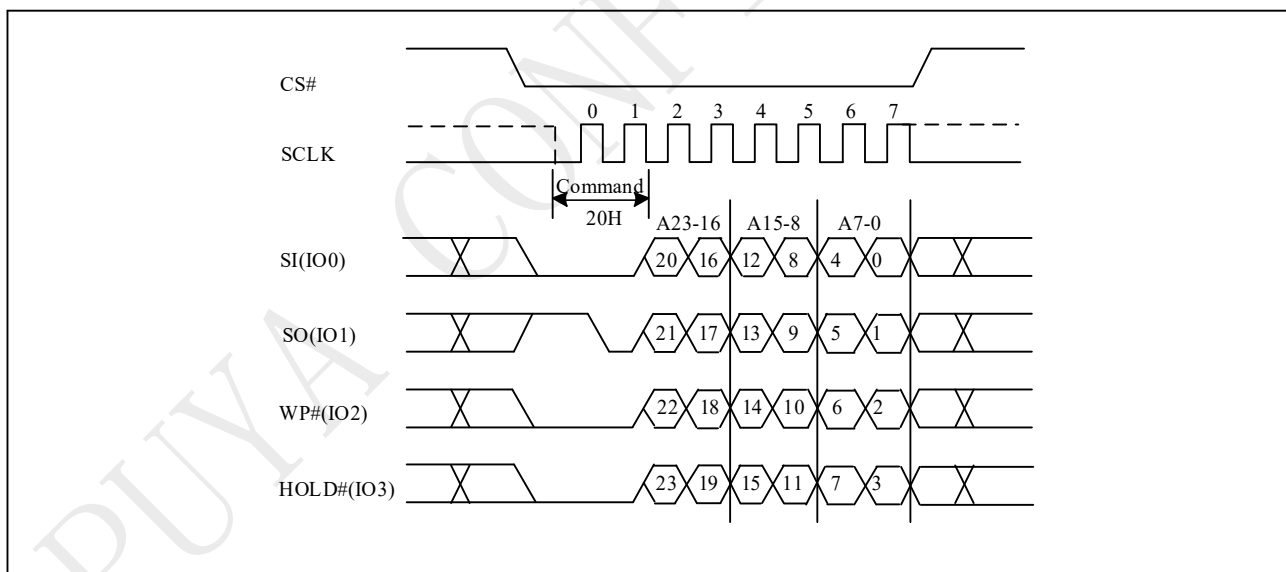 PUYA CONF
CS#
0 1 2 3 4 5 6 7
SCLK
Command
20H
A23-16 A15-8 A7-0
SI(IO0) 20 16 12 8 4 0
SO(IO1) 21 17 13 9 5 1
WP#(IO2) 22 18 14 10 6 2
HOLD#(IO3) 23 19 15 11 7 3